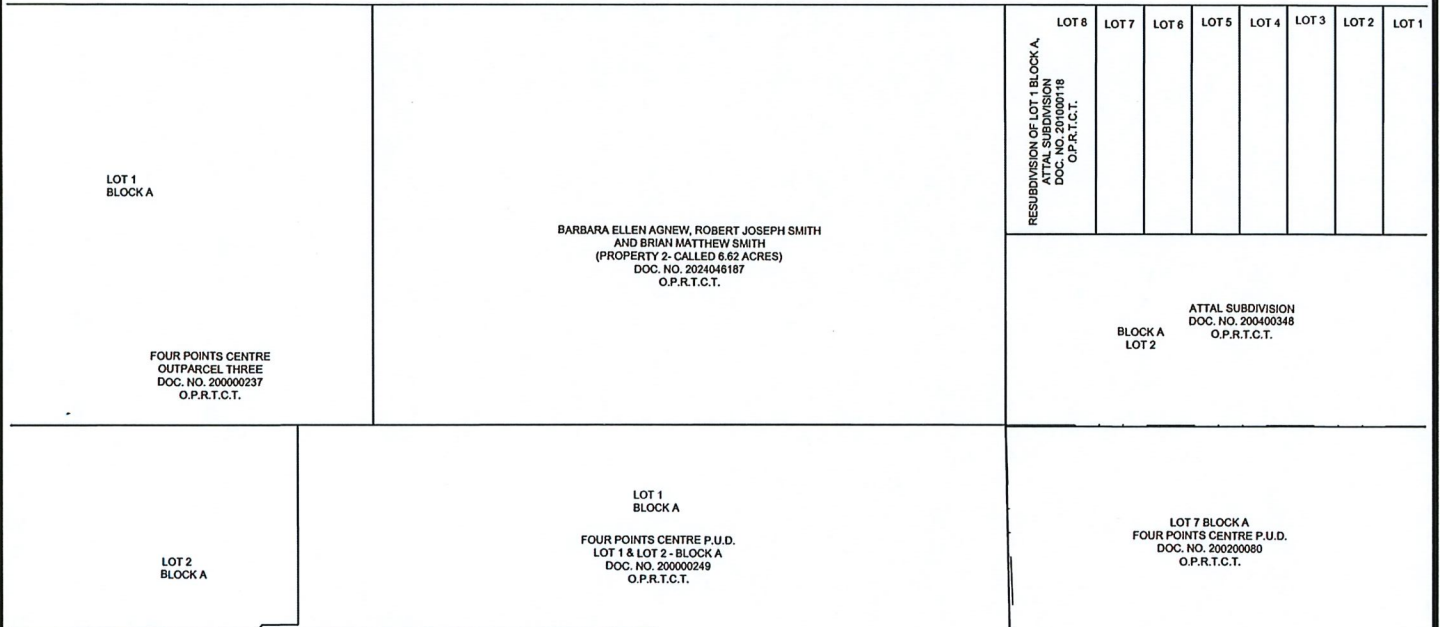 LOT 8
LOT 7
LOT 6
LOT 5
LOT 4
LOT 3
LOT 2
LOT 1
RESUBDIVISION OF LOT 1 BLOCK A,
ATTAL SUBDIVISION
DOC. NO. 201000118
O.P.R.T.C.T.
LOT 1
BLOCK A
FOUR POINTS CENTRE
OUTPARCEL THREE
DOC. NO. 200000237
O.P.R.T.C.T.
BARBARA ELLEN AGNEW, ROBERT JOSEPH SMITH
AND BRIAN MATTHEW SMITH
(PROPERTY 2- CALLED 6.62 ACRES)
DOC. NO. 2024046187
O.P.R.T.C.T.
ATTAL SUBDIVISION
DOC. NO. 200400348
O.P.R.T.C.T.
BLOCK A
LOT 2
LOT 2
BLOCK A
LOT 1
BLOCK A
FOUR POINTS CENTRE P.U.D.
LOT 1 & LOT 2 - BLOCK A
DOC. NO. 200000249
O.P.R.T.C.T.
LOT 7 BLOCK A
FOUR POINTS CENTRE P.U.D.
DOC. NO. 200200080
O.P.R.T.C.T.